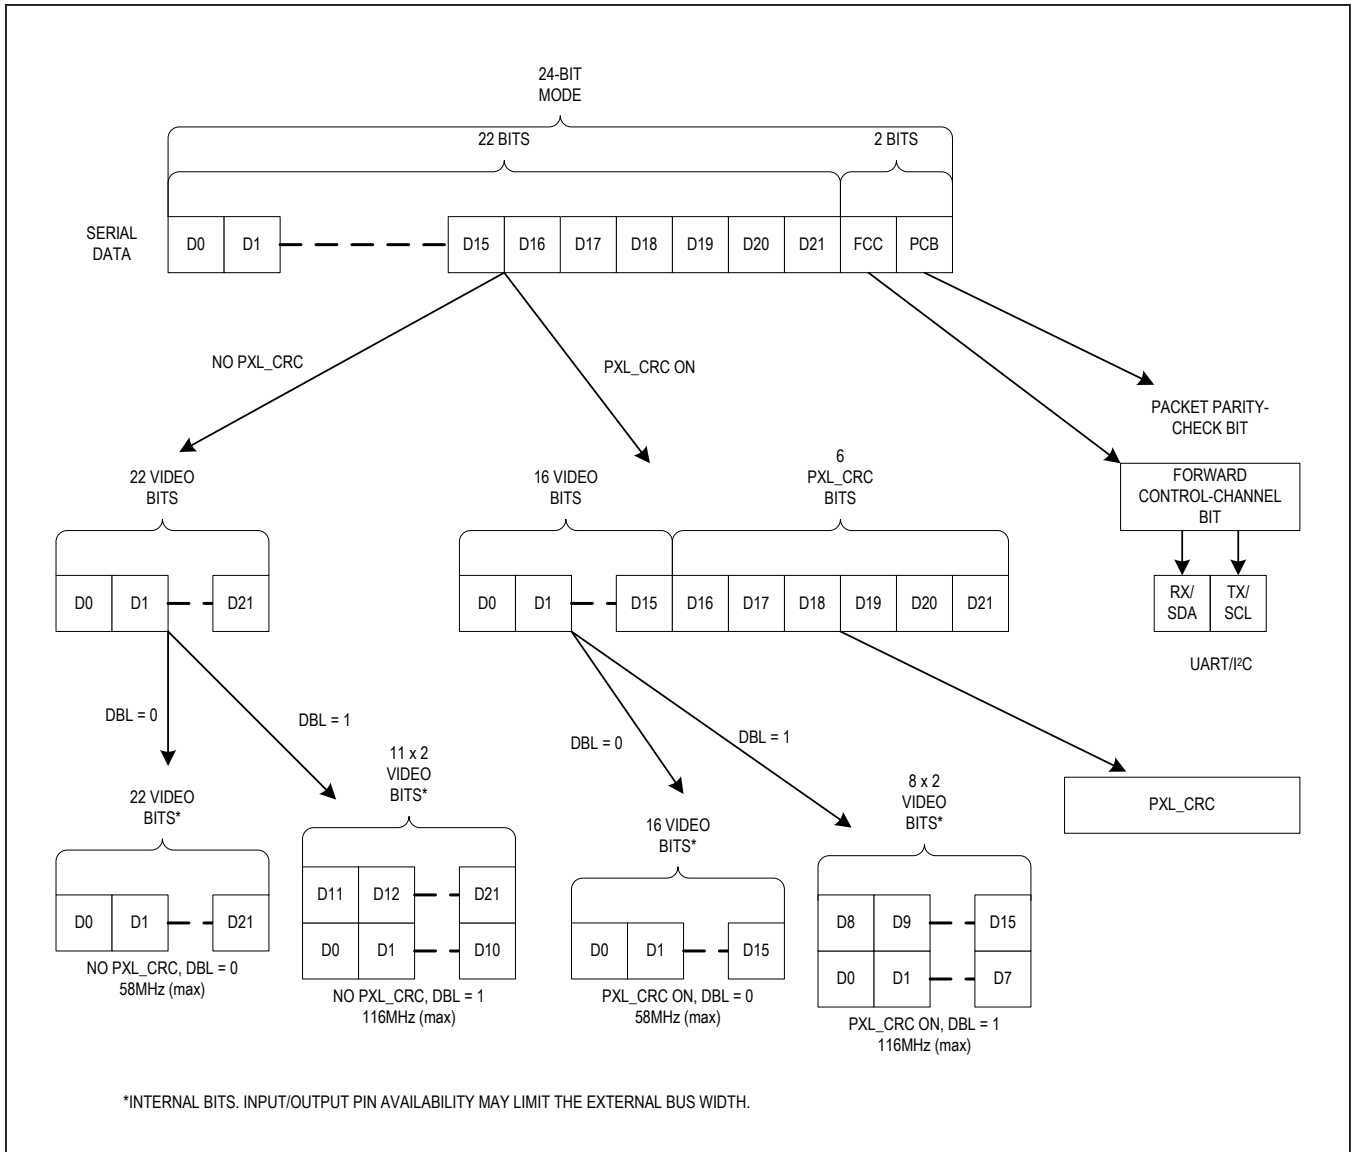 24-BIT
MODE
22 BITS
2 BITS
SERIAL
DATA
D0 D1 D15 D16 D17 D18 D19 D20 D21 FCC PCB
NO PXL_CRC
PXL_CRC ON
PACKET PARITY-
CHECK BIT
FORWARD
CONTROL-CHANNEL
BIT
RX/
SDA
TX/
SCL
UART/I²C
22 VIDEO
BITS
D0 D1 D21
16 VIDEO
BITS
6
PXL_CRC
BITS
D0 D1 D15 D16 D17 D18 D19 D20 D21
DBL = 0
DBL = 1
DBL = 0
DBL = 1
PXL_CRC
22 VIDEO
BITS*
D0 D1 D21
NO PXL_CRC, DBL = 0
58MHz (max)
11 x 2
VIDEO
BITS*
D11 D12 D21
D0 D1 D10
NO PXL_CRC, DBL = 1
116MHz (max)
16 VIDEO
BITS*
D0 D1 D15
PXL_CRC ON, DBL = 0
58MHz (max)
8 x 2
VIDEO
BITS*
D8 D9 D15
D0 D1 D7
PXL_CRC ON, DBL = 1
116MHz (max)
*INTERNAL BITS. INPUT/OUTPUT PIN AVAILABILITY MAY LIMIT THE EXTERNAL BUS WIDTH.